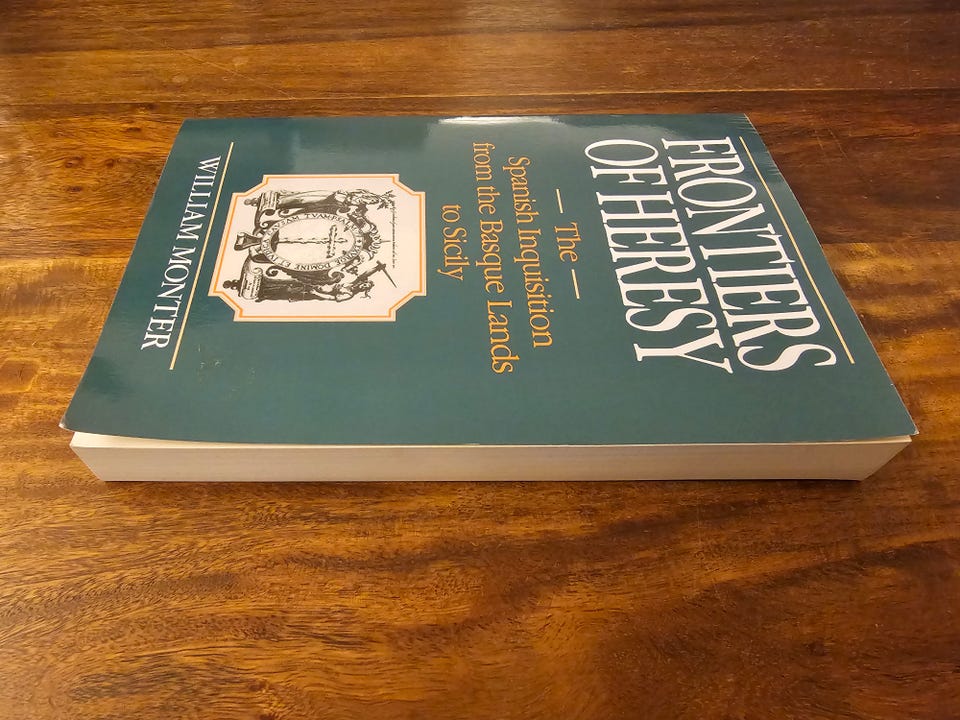 FRONTIERS
OF HERESY
— The —
Spanish Inquisition
from the Basque Lands
to Sicily
WILLIAM MONTER